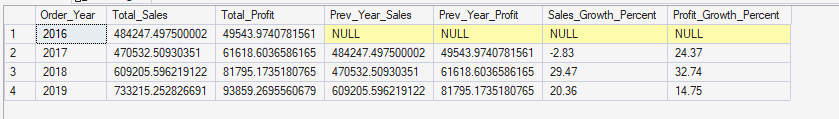 Order_Year Total_Sales Total_Profit Prev_Year_Sales Prev_Year_Profit Sales_Growth_Percent Profit_Growth_Percent
1 2016 484247.497500002 49543.9740781561 NULL NULL NULL NULL
2 2017 470532.50930351 61618.6036586165 484247.497500002 49543.9740781561 -2.83 24.37
3 2018 609205.596219122 81795.1735180765 470532.50930351 61618.6036586165 29.47 32.74
4 2019 733215.252826691 93859.2695560679 609205.596219122 81795.1735180765 20.36 14.75